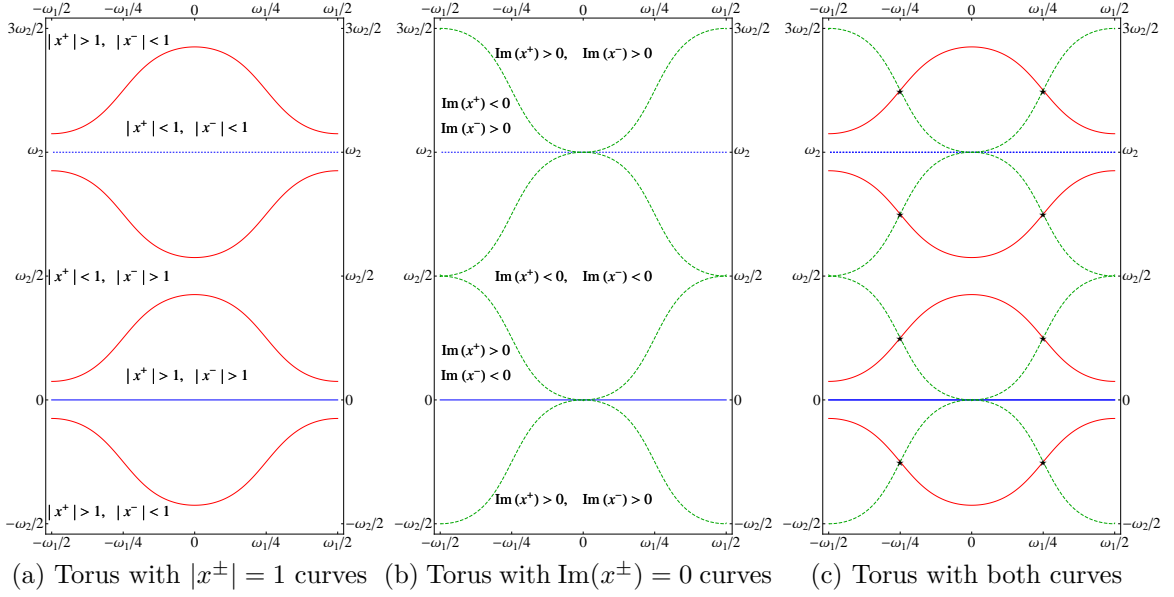 −ω₁/2 −ω₁/4 0 ω₁/4 ω₁/2 −ω₁/2 −ω₁/4 0 ω₁/4 ω₁/2 −ω₁/2 −ω₁/4 0 ω₁/4 ω₁/2
3ω₂/2 |x⁺|>1, |x⁻|<1 3ω₂/2 3ω₂/2 Im(x⁺)>0, Im(x⁻)>0 3ω₂/2 3ω₂/2 3ω₂/2
Im(x⁺)<0
|x⁺|<1, |x⁻|<1 Im(x⁻)>0
ω₂ ω₂ ω₂ ω₂ ω₂ ω₂
ω₂/2 |x⁺|<1, |x⁻|>1 ω₂/2 ω₂/2 Im(x⁺)<0, Im(x⁻)<0 ω₂/2 ω₂/2 ω₂/2
Im(x⁺)>0
|x⁺|>1, |x⁻|>1 Im(x⁻)<0
0 0 0 0 0 0
|x⁺|>1, |x⁻|<1 Im(x⁺)>0, Im(x⁻)>0
−ω₂/2 −ω₂/2 −ω₂/2 −ω₂/2 −ω₂/2 −ω₂/2
−ω₁/2 −ω₁/4 0 ω₁/4 ω₁/2 −ω₁/2 −ω₁/4 0 ω₁/4 ω₁/2 −ω₁/2 −ω₁/4 0 ω₁/4 ω₁/2
(a) Torus with |x±| = 1 curves (b) Torus with Im(x±) = 0 curves (c) Torus with both curves